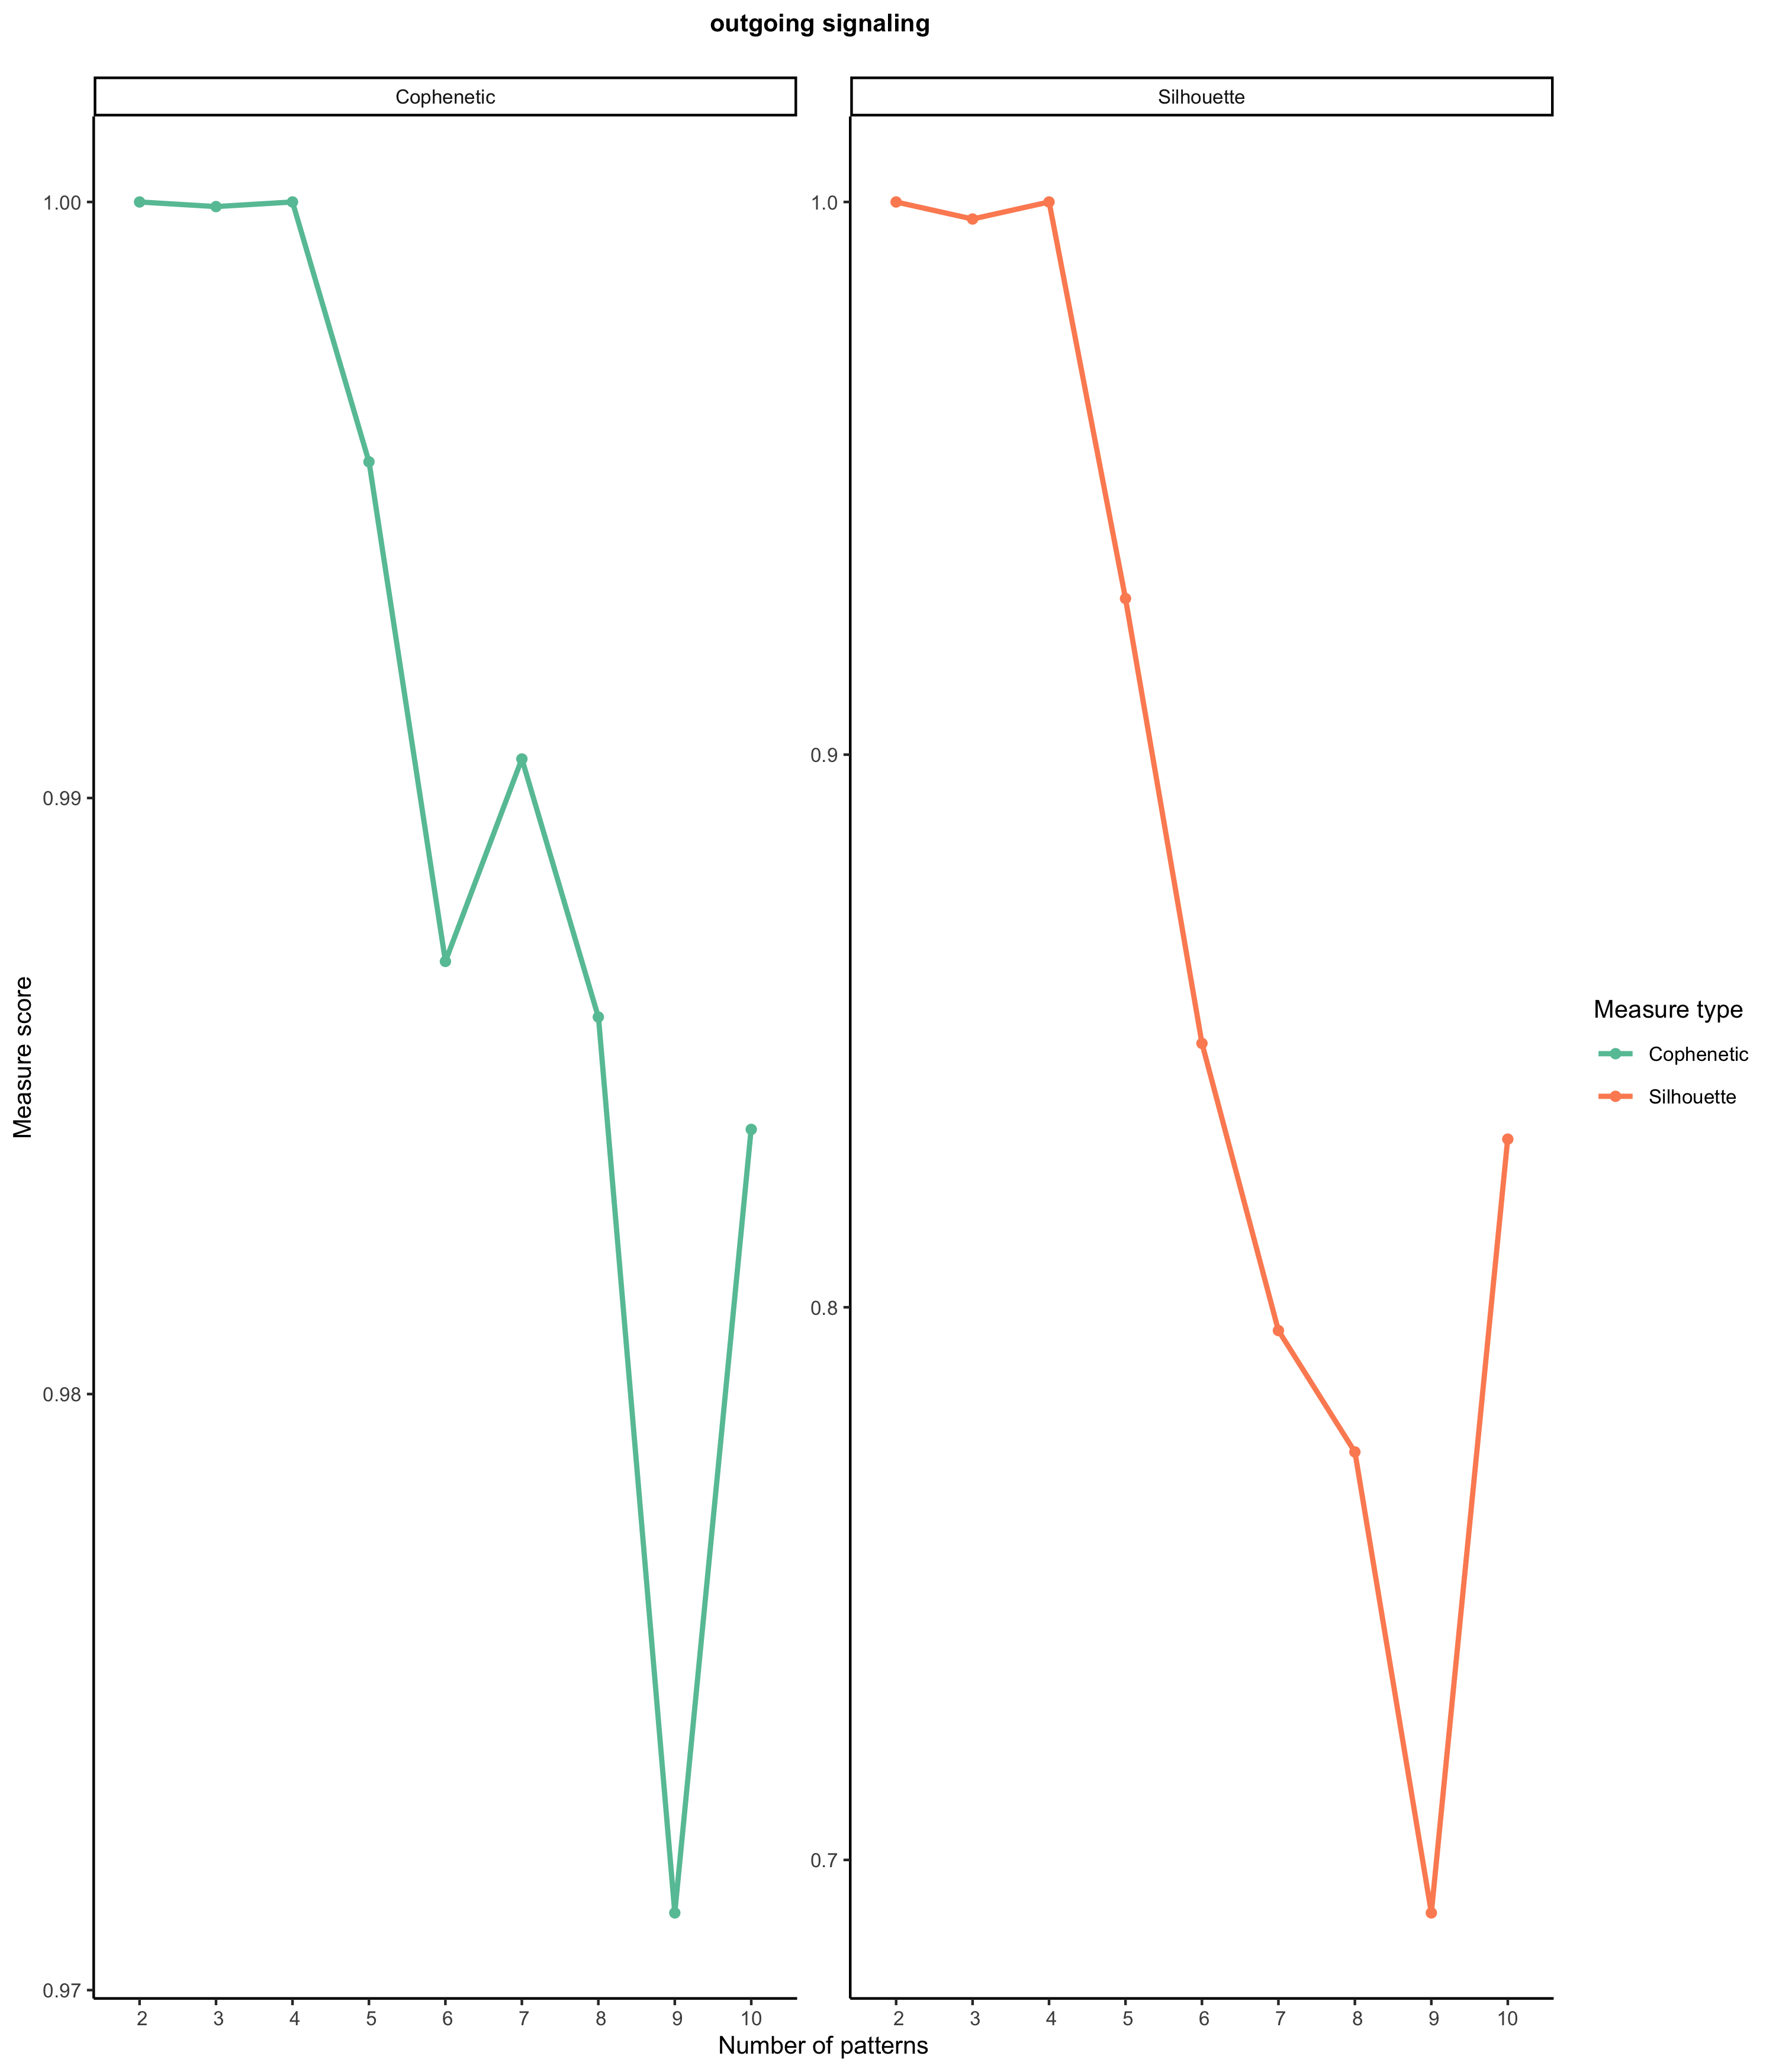 outgoing signaling
Cophenetic
Silhouette
Measure score
1.00
0.99
0.98
0.97
1.0
0.9
0.8
0.7
2 3 4 5 6 7 8 9 10
2 3 4 5 6 7 8 9 10
Number of patterns
Measure type
Cophenetic
Silhouette